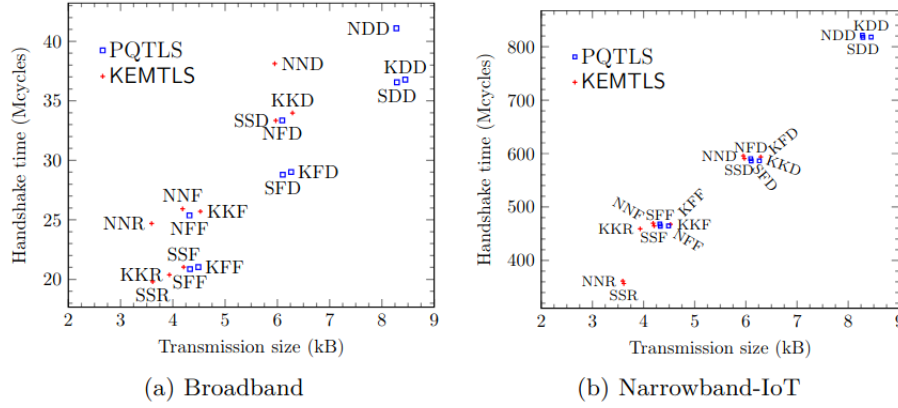 NDD
PQTLS
KEMTLS
NND
KDD
KKD
SDD
SSD
NFD
KFD
SFD
NNF
KKF
NNR
NFF
SSF
KKR
KFF
SFF
SSR
40
35
30
25
20
2 3 4 5 6 7 8 9
Handshake time (Mcycles)
Transmission size (kB)
(a) Broadband
KDD
NDD
SDD
PQTLS
KEMTLS
KFD
NFD
NND
KKD
SSD
SFD
KFF
NNF
SFF
KKF
KKR
SSF
NFF
NNR
SSR
800
700
600
500
400
2 3 4 5 6 7 8 9
Handshake time (Mcycles)
Transmission size (kB)
(b) Narrowband-IoT